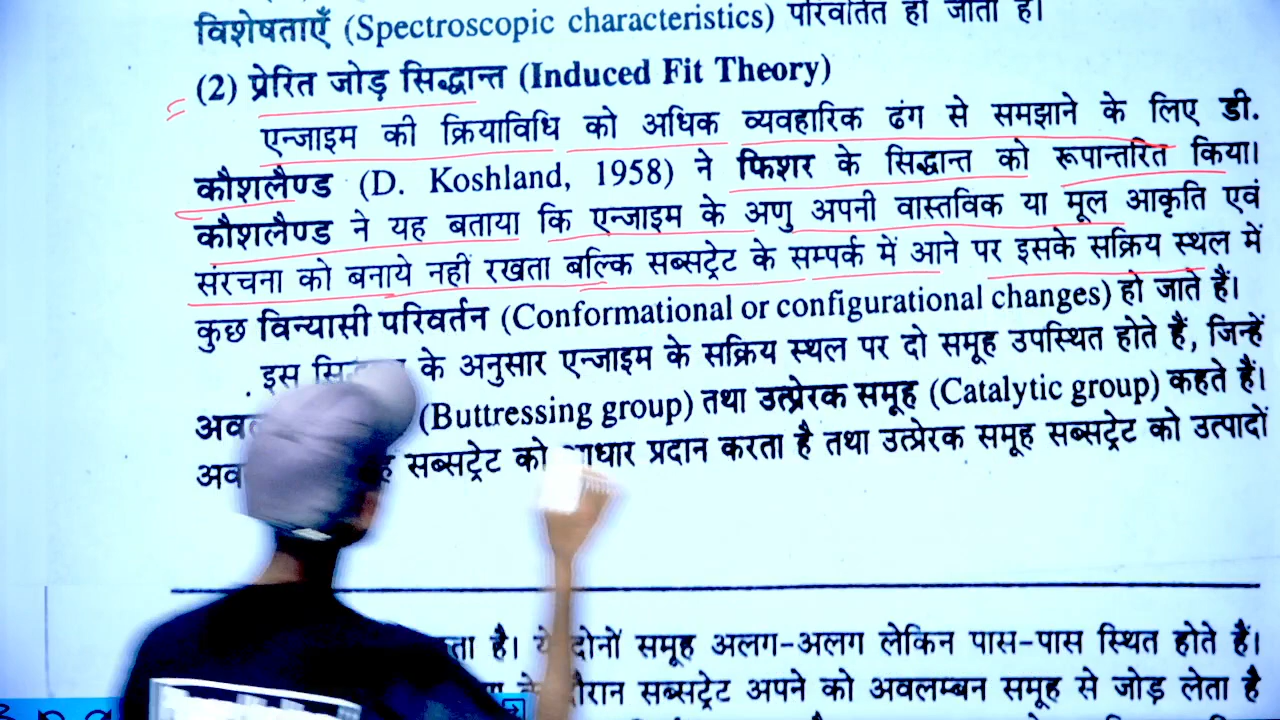 विशेषताएँ (Spectroscopic characteristics) परिवर्तित हो जाता है।
(2) प्रेरित जोड़ सिद्धान्त (Induced Fit Theory)
एन्जाइम की क्रियाविधि को अधिक व्यवहारिक ढंग से समझाने के लिए डी.
कौशलैण्ड (D. Koshland, 1958) ने फिशर के सिद्धान्त को रूपान्तरित किया।
कौशलैण्ड ने यह बताया कि एन्जाइम के अणु अपनी वास्तविक या मूल आकृति एवं
संरचना को बनाये नहीं रखता बल्कि सब्सट्रेट के सम्पर्क में आने पर इसके सक्रिय स्थल में
कुछ विन्यासी परिवर्तन (Conformational or configurational changes) हो जाते हैं।
इस के अनुसार एन्जाइम के सक्रिय स्थल पर दो समूह उपस्थित होते हैं, जिन्हें
(Buttressing group) तथा उत्प्रेरक समूह (Catalytic group) कहते हैं।
सब्सट्रेट को आधार प्रदान करता है तथा उत्प्रेरक समूह सब्सट्रेट को उत्पादों
है। ये दोनों समूह अलग-अलग लेकिन पास-पास स्थित होते हैं।
सब्सट्रेट अपने को अवलम्बन समूह से जोड़ लेता है